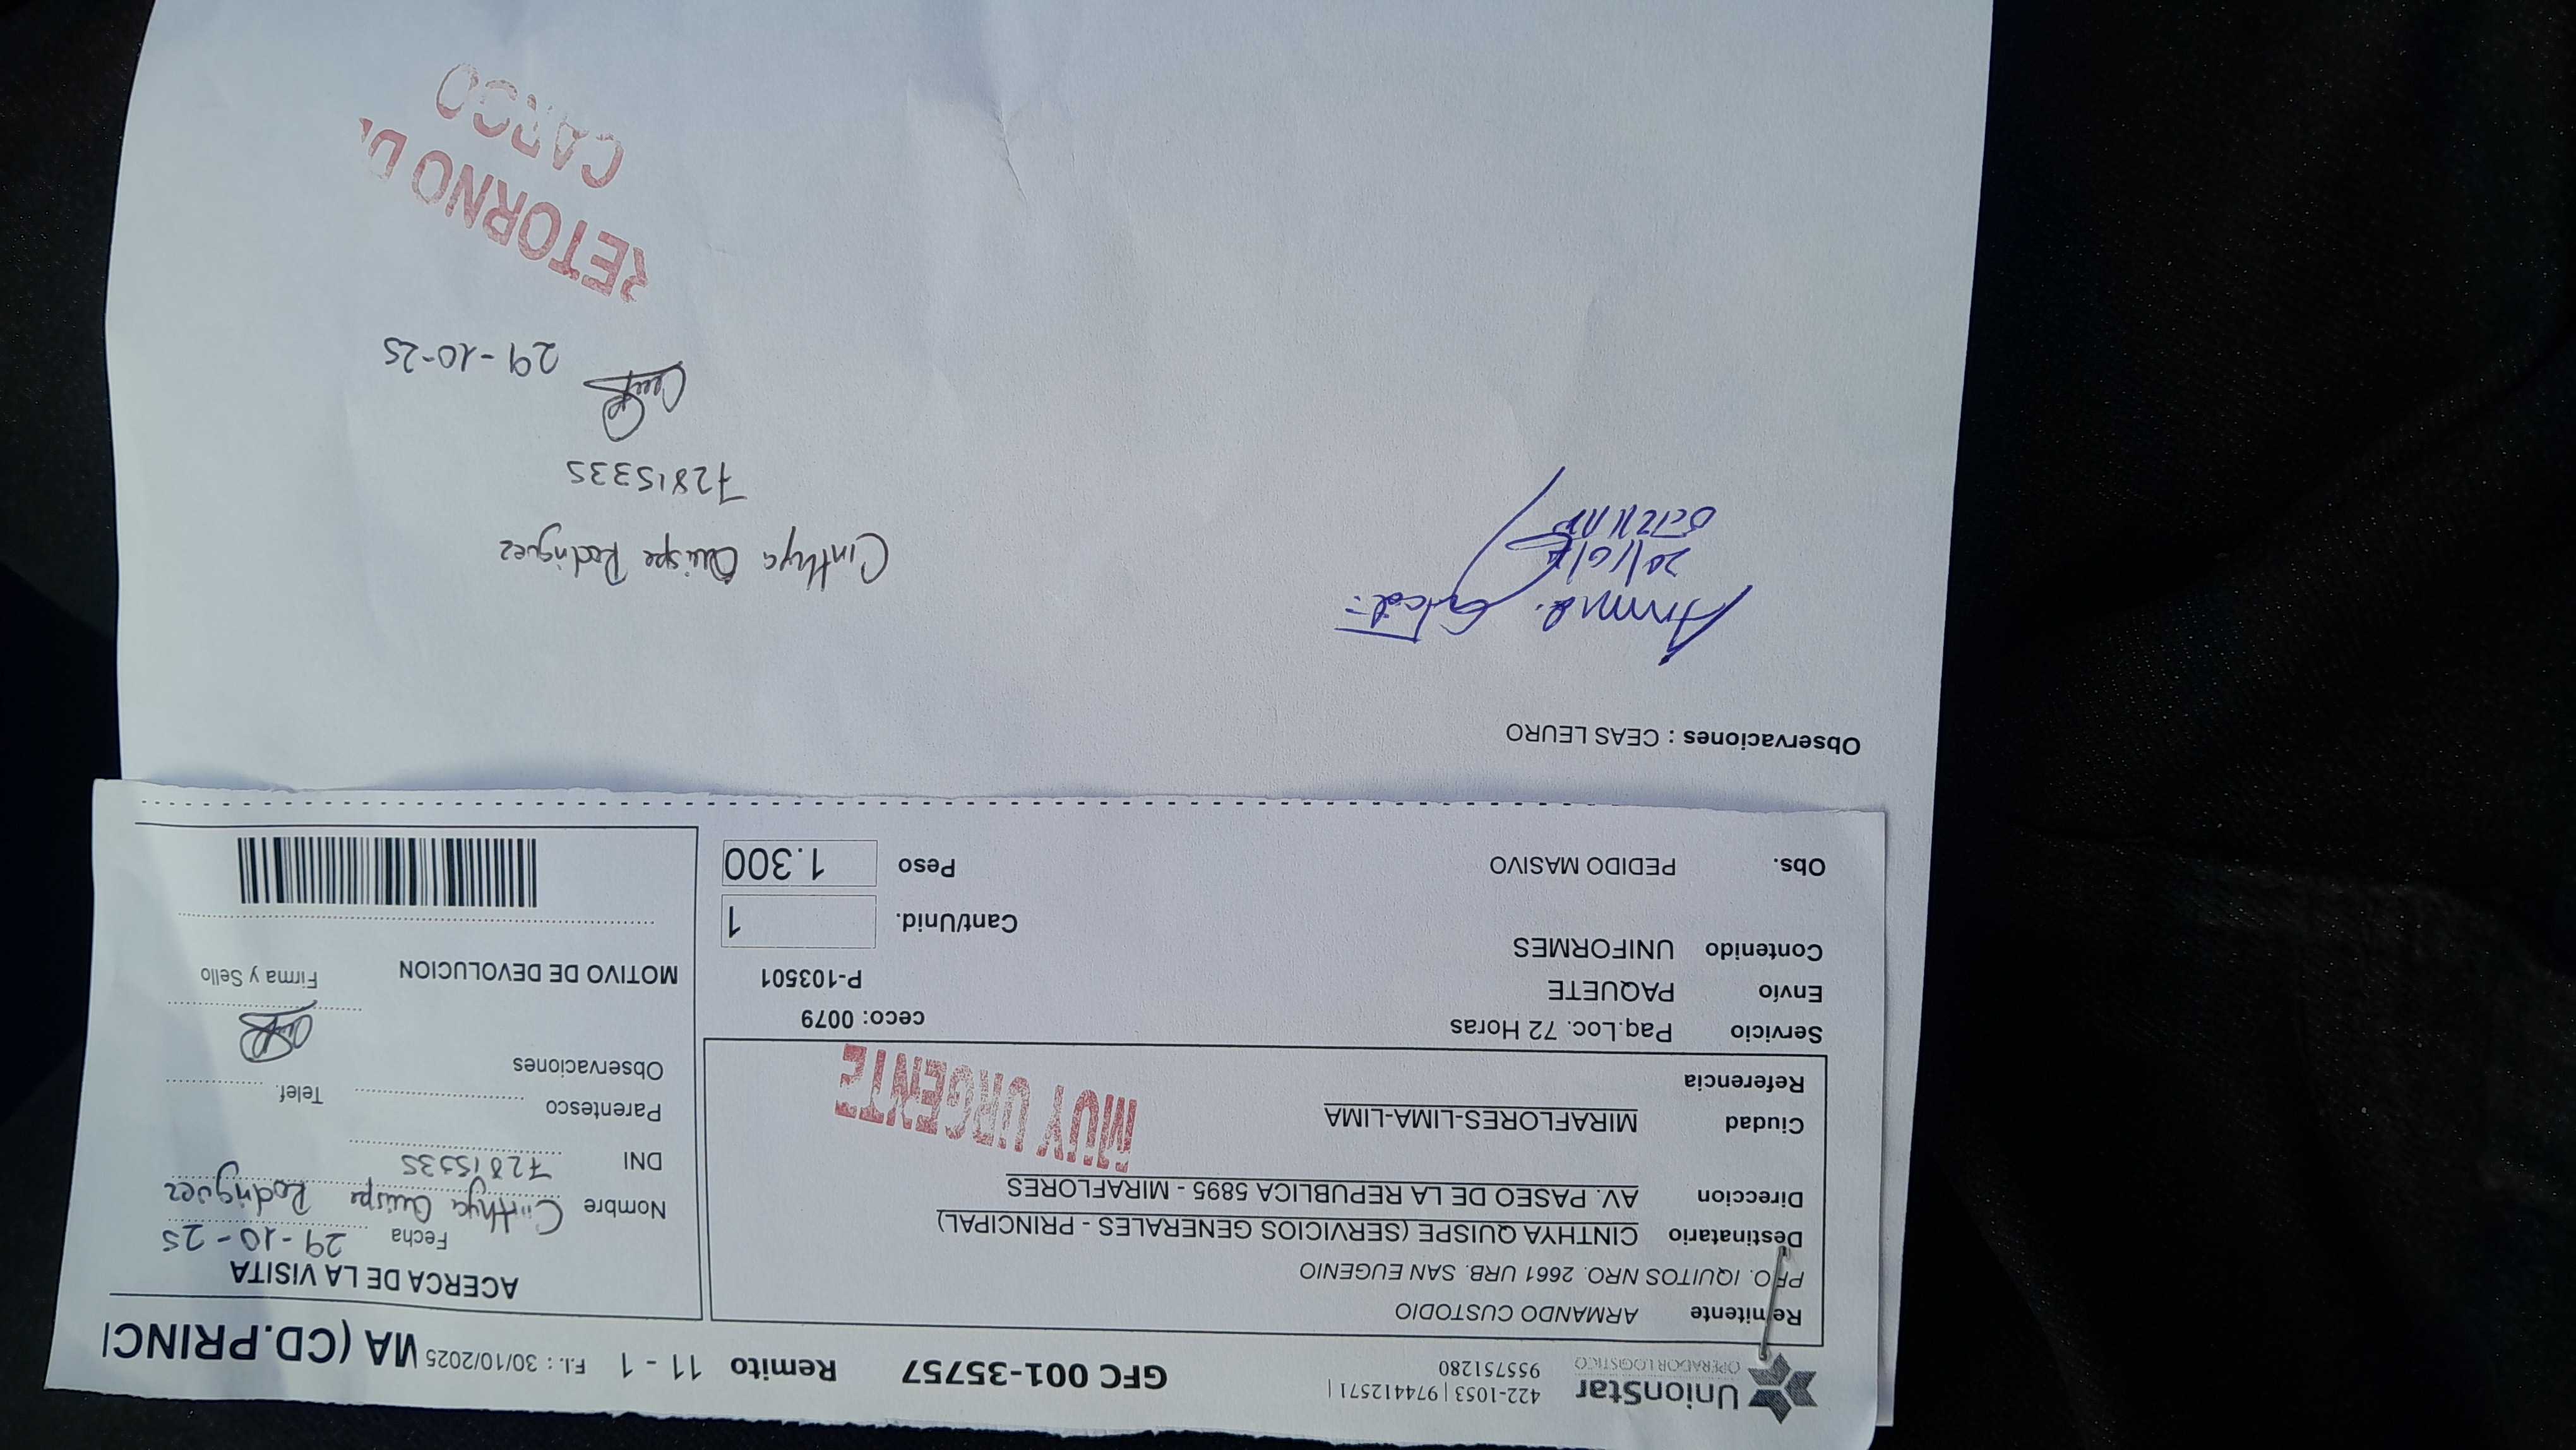 UnionStar
OPERADOR LOGISTICO
422-1053 | 974412571 |
955751280
GFC 001-35757
Remito 11 - 1
F.I.: 30/10/2025
MA (CD.PRINCI
Remitente ARMANDO CUSTODIO
PRO. IQUITOS NRO. 2661 URB. SAN EUGENIO
Destinatario CINTHYA QUISPE (SERVICIOS GENERALES - PRINCIPAL)
Direccion AV. PASEO DE LA REPUBLICA 5895 - MIRAFLORES
Ciudad MIRAFLORES-LIMA-LIMA
Referencia
MUY URGENTE
Servicio Paq.Loc. 72 Horas
ceco: 0079
Envío PAQUETE
P-103501
Contenido UNIFORMES
Cant/Unid. 1
Obs. PEDIDO MASIVO
Peso 1.300
ACERCA DE LA VISITA
Fecha 29-10-25
Nombre Cinthya Quispe Rodriguez
DNI 72815335
Parentesco Telef.
Observaciones
MOTIVO DE DEVOLUCION Firma y Sello
Observaciones : CEAS LEURO
Cinthya Quispe Rodriguez
72815335
29-10-25
RETORNO DE
CARGO